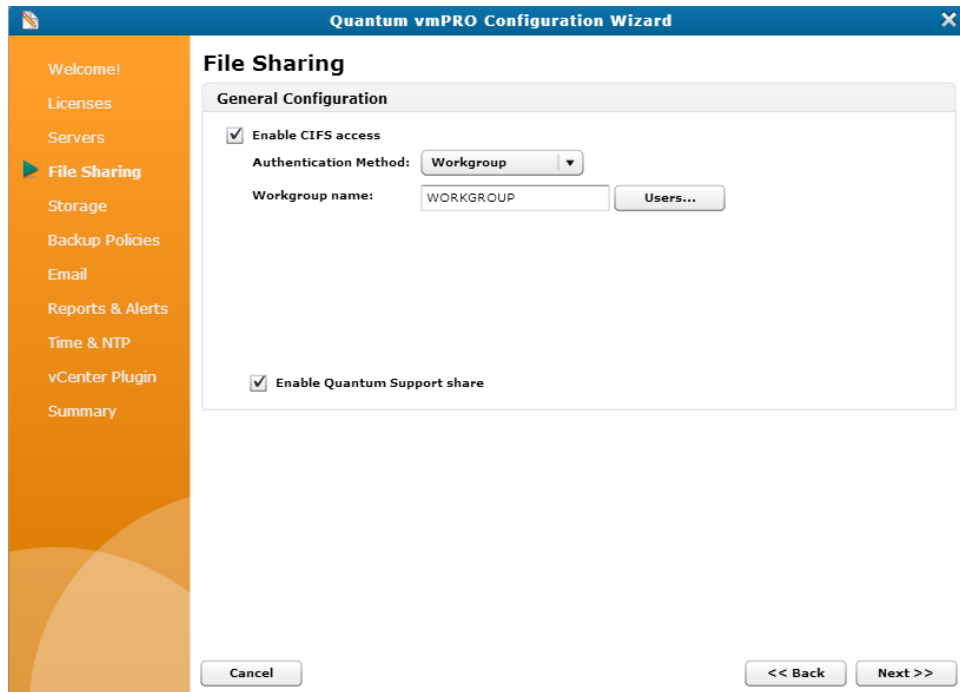 Quantum vmPRO Configuration Wizard
Welcome!
Licenses
Servers
File Sharing
Storage
Backup Policies
Email
Reports & Alerts
Time & NTP
vCenter Plugin
Summary
File Sharing
General Configuration
Enable CIFS access
Authentication Method: Workgroup
Workgroup name: WORKGROUP Users...
Enable Quantum Support share
Cancel << Back Next >>